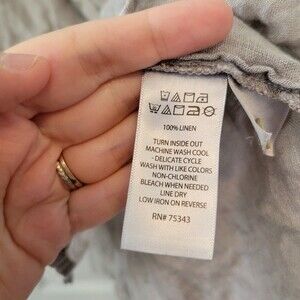 100% LINEN
TURN INSIDE OUT
MACHINE WASH COOL
DELICATE CYCLE
WASH WITH LIKE COLORS
NON-CHLORINE
BLEACH WHEN NEEDED
LINE DRY
LOW IRON ON REVERSE
RN# 75343